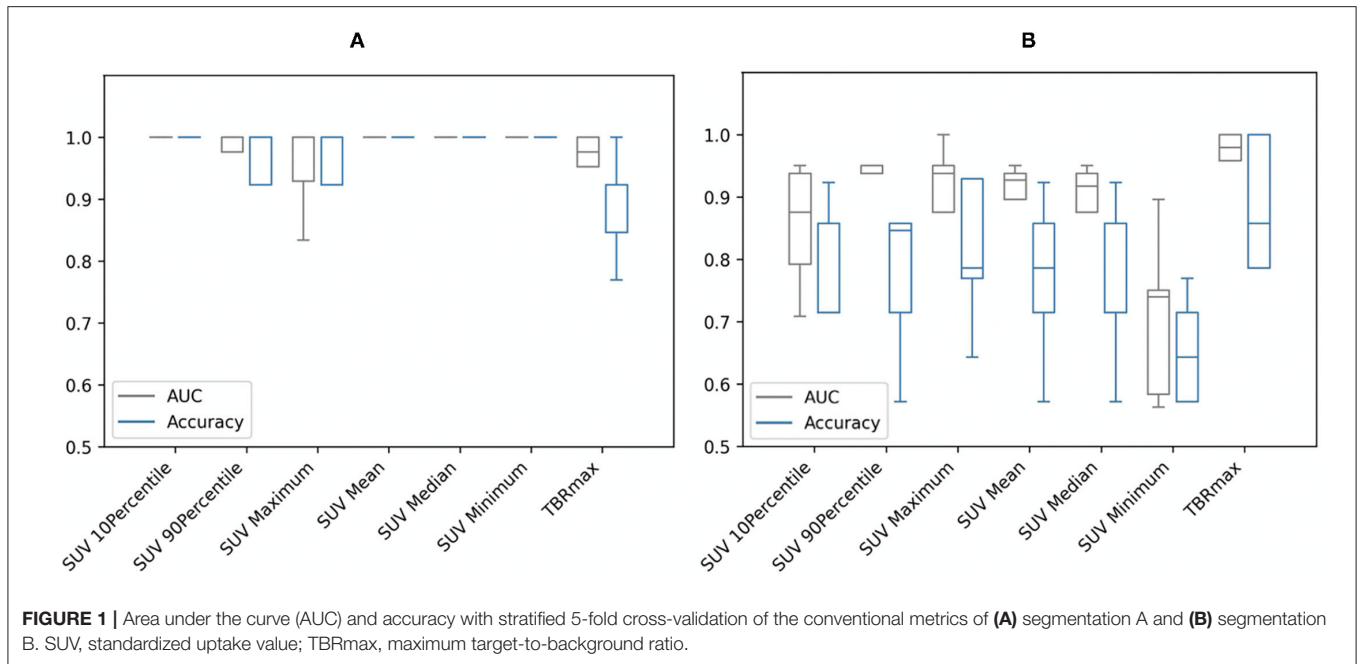 A
1.0
0.9
0.8
0.7
0.6
0.5
AUC
Accuracy
SUV 10Percentile
SUV 90Percentile
SUV Maximum
SUV Mean
SUV Median
SUV Minimum
TBRmax
B
1.0
0.9
0.8
0.7
0.6
0.5
AUC
Accuracy
SUV 10Percentile
SUV 90Percentile
SUV Maximum
SUV Mean
SUV Median
SUV Minimum
TBRmax
FIGURE 1 | Area under the curve (AUC) and accuracy with stratified 5-fold cross-validation of the conventional metrics of (A) segmentation A and (B) segmentation
B. SUV, standardized uptake value; TBRmax, maximum target-to-background ratio.